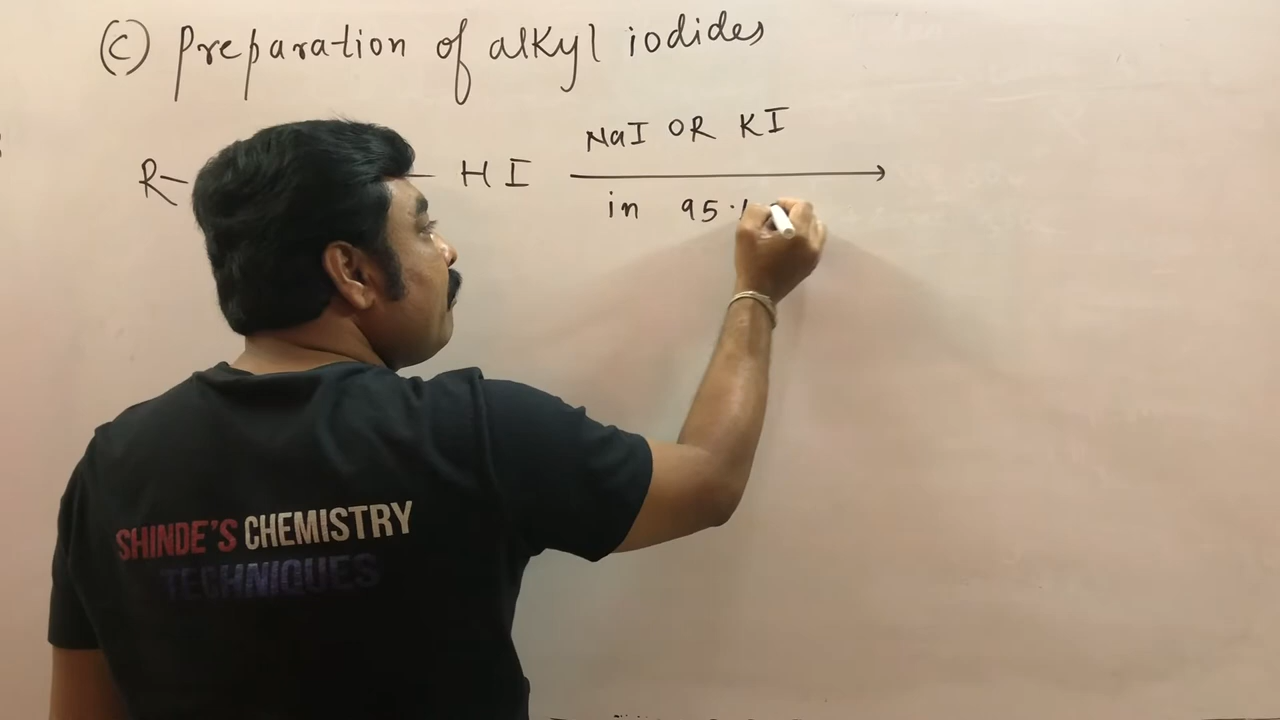 (c) Preparation of alkyl iodides
NaI OR KI
R- — HI
in 95.
SHINDE'S CHEMISTRY
TECHNIQUES